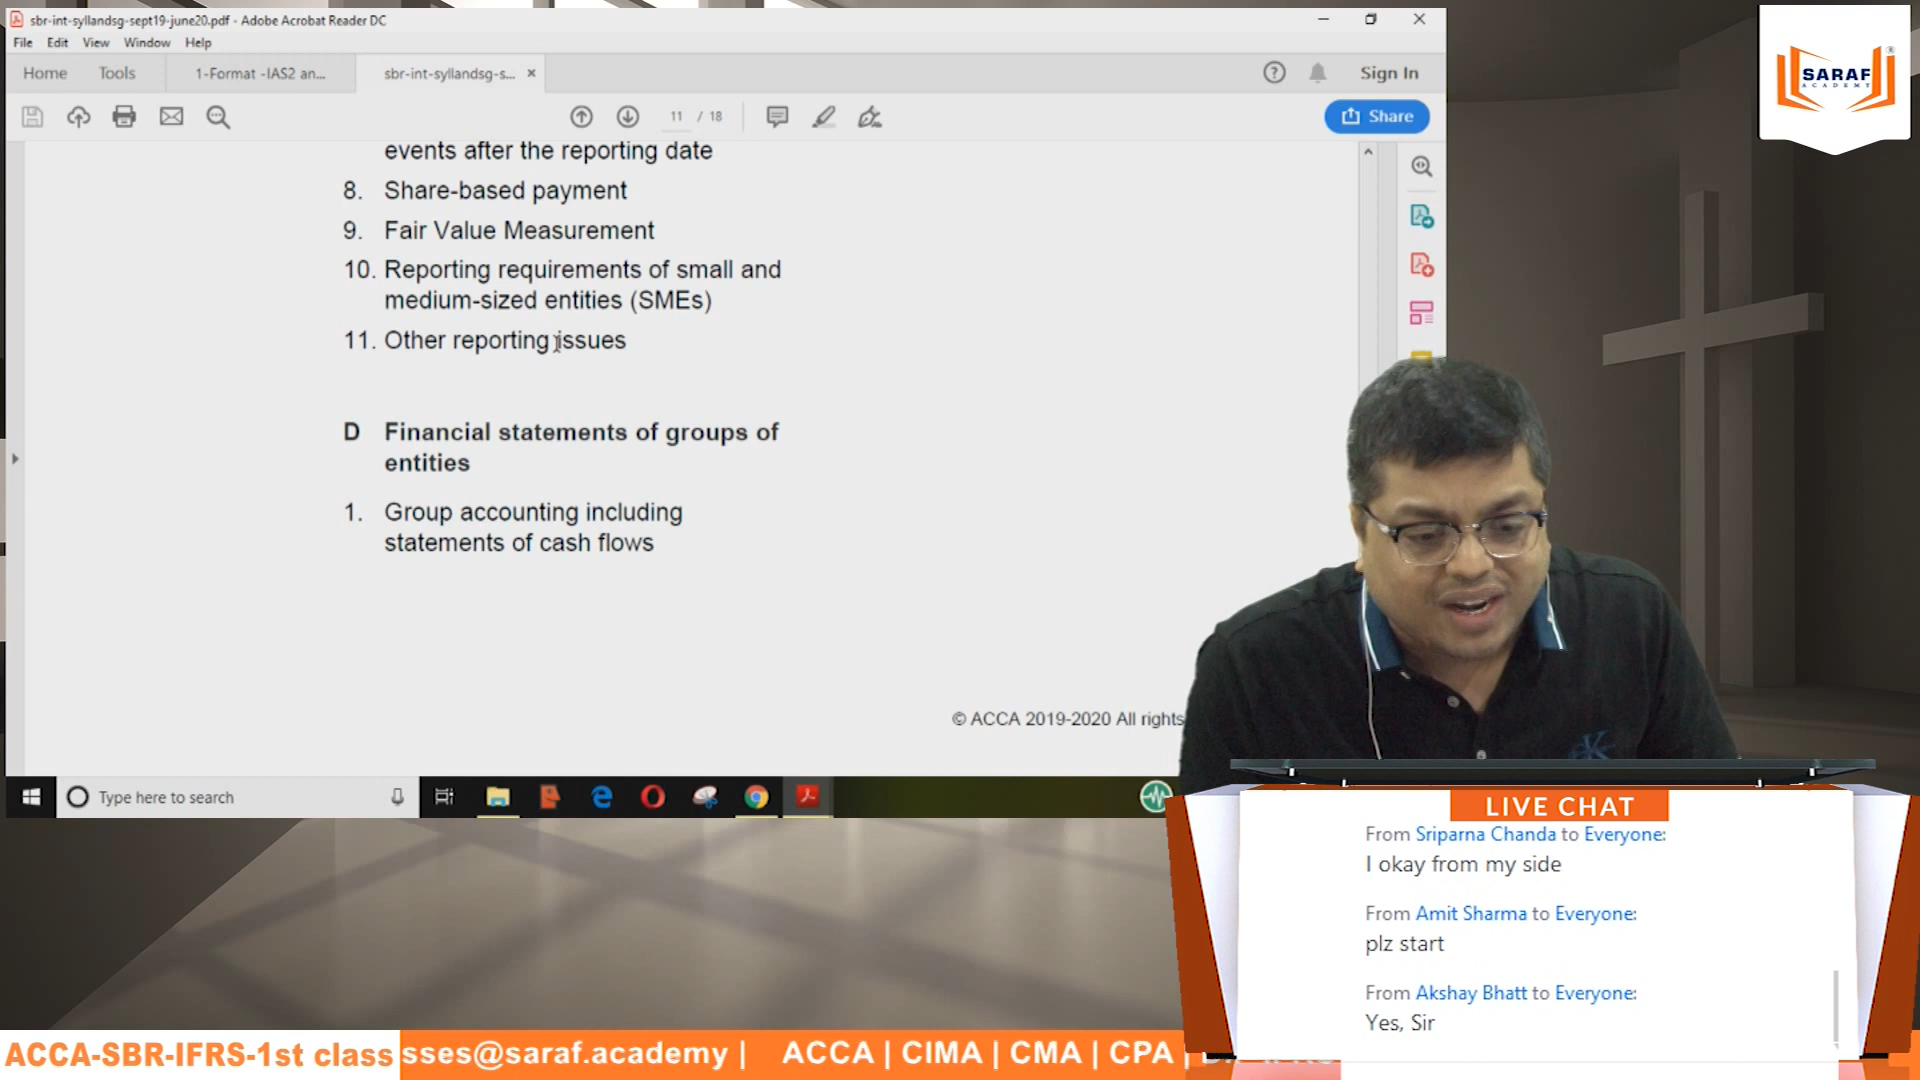 sbr-int-syllandsg-sept19-june20.pdf - Adobe Acrobat Reader DC
File Edit View Window Help
Home Tools 1-Format -IAS2 an... sbr-int-syllandsg-s... ×
Sign In
11 / 18
Share
events after the reporting date
8. Share-based payment
9. Fair Value Measurement
10. Reporting requirements of small and
medium-sized entities (SMEs)
11. Other reporting issues
D Financial statements of groups of
entities
1. Group accounting including
statements of cash flows
© ACCA 2019-2020 All rights
Type here to search
SARAF
ACADEMY
LIVE CHAT
From Sriparna Chanda to Everyone:
I okay from my side
From Amit Sharma to Everyone:
plz start
From Akshay Bhatt to Everyone:
Yes, Sir
ACCA-SBR-IFRS-1st class
sses@saraf.academy | ACCA | CIMA | CMA | CPA |